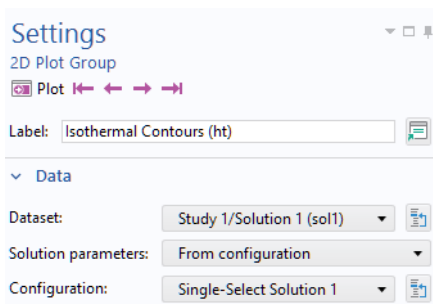 Settings
2D Plot Group
Plot
Label: Isothermal Contours (ht)
Data
Dataset: Study 1/Solution 1 (sol1)
Solution parameters: From configuration
Configuration: Single-Select Solution 1